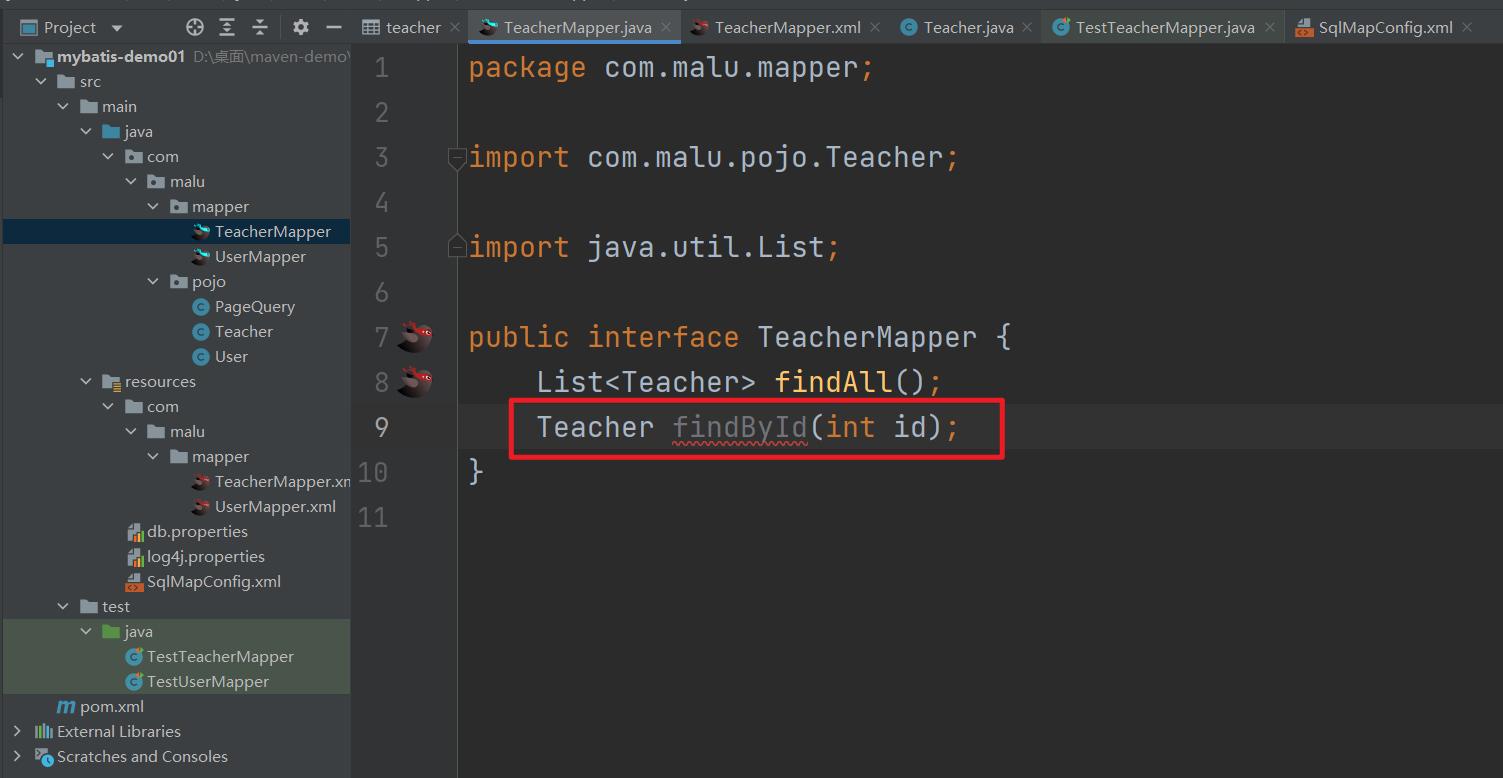 Project
teacher
TeacherMapper.java
TeacherMapper.xml
Teacher.java
TestTeacherMapper.java
SqlMapConfig.xml
mybatis-demo01 D:\桌面\maven-demo\
src
main
java
com
malu
mapper
TeacherMapper
UserMapper
pojo
PageQuery
Teacher
User
resources
com
malu
mapper
TeacherMapper.xm
UserMapper.xml
db.properties
log4j.properties
SqlMapConfig.xml
test
java
TestTeacherMapper
TestUserMapper
pom.xml
External Libraries
Scratches and Consoles
1 package com.malu.mapper;
2
3 import com.malu.pojo.Teacher;
4
5 import java.util.List;
6
7 public interface TeacherMapper {
8 List<Teacher> findAll();
9 Teacher findById(int id);
10 }
11